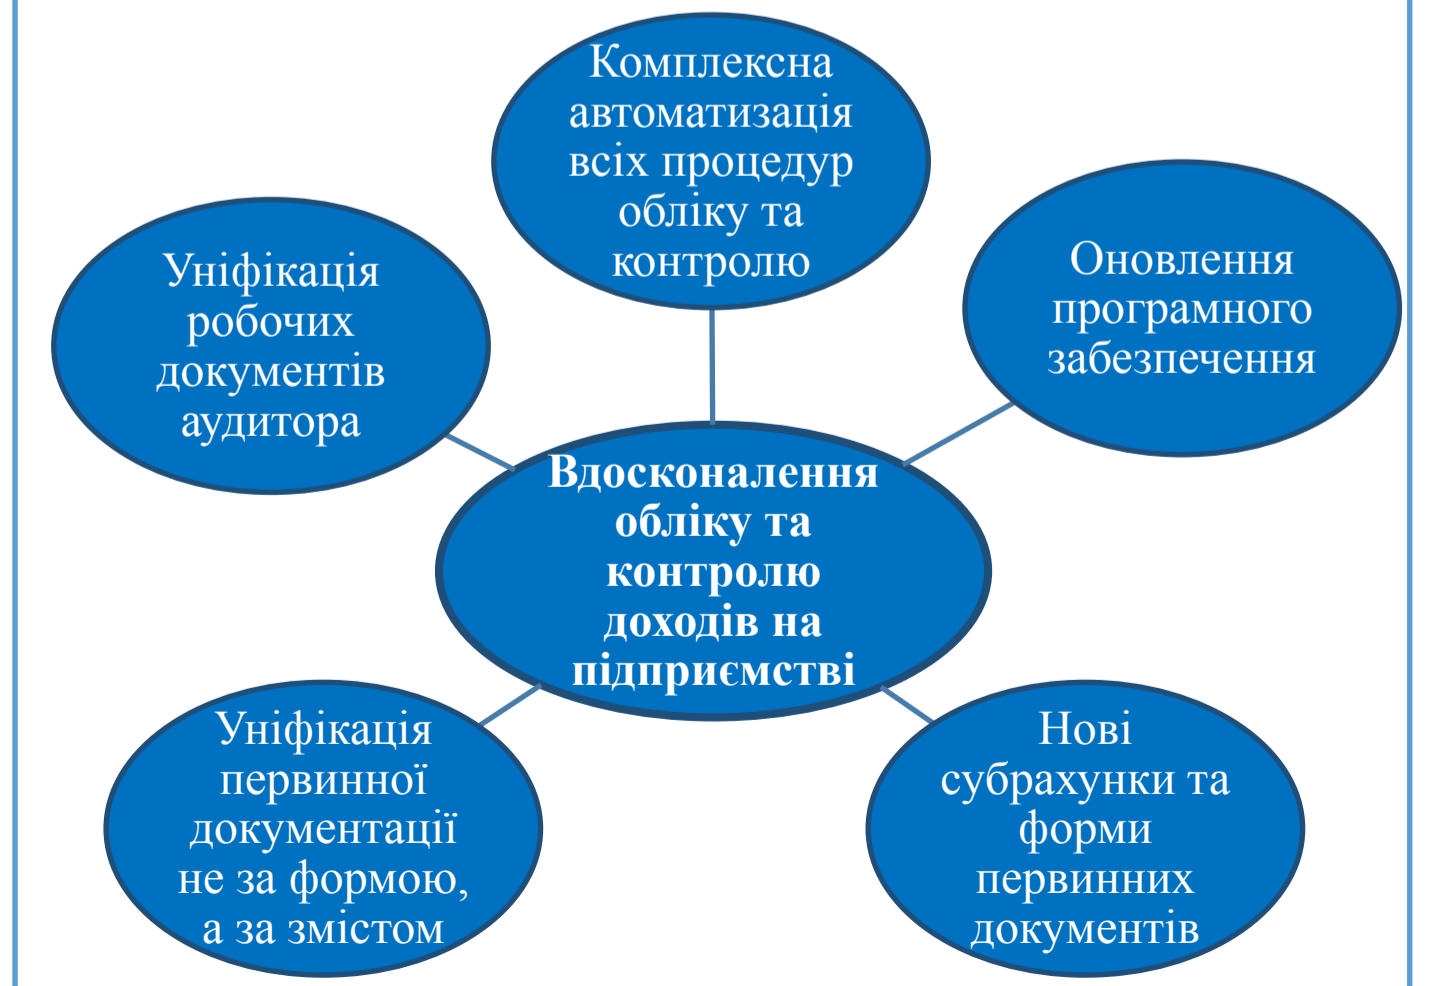 Комплексна
автоматизація
всіх процедур
обліку та
контролю
Оновлення
програмного
забезпечення
Уніфікація
робочих
документів
аудитора
Вдосконалення
обліку та
контролю
доходів на
підприємстві
Уніфікація
первинної
документації
не за формою,
а за змістом
Нові
субрахунки та
форми
первинних
документів